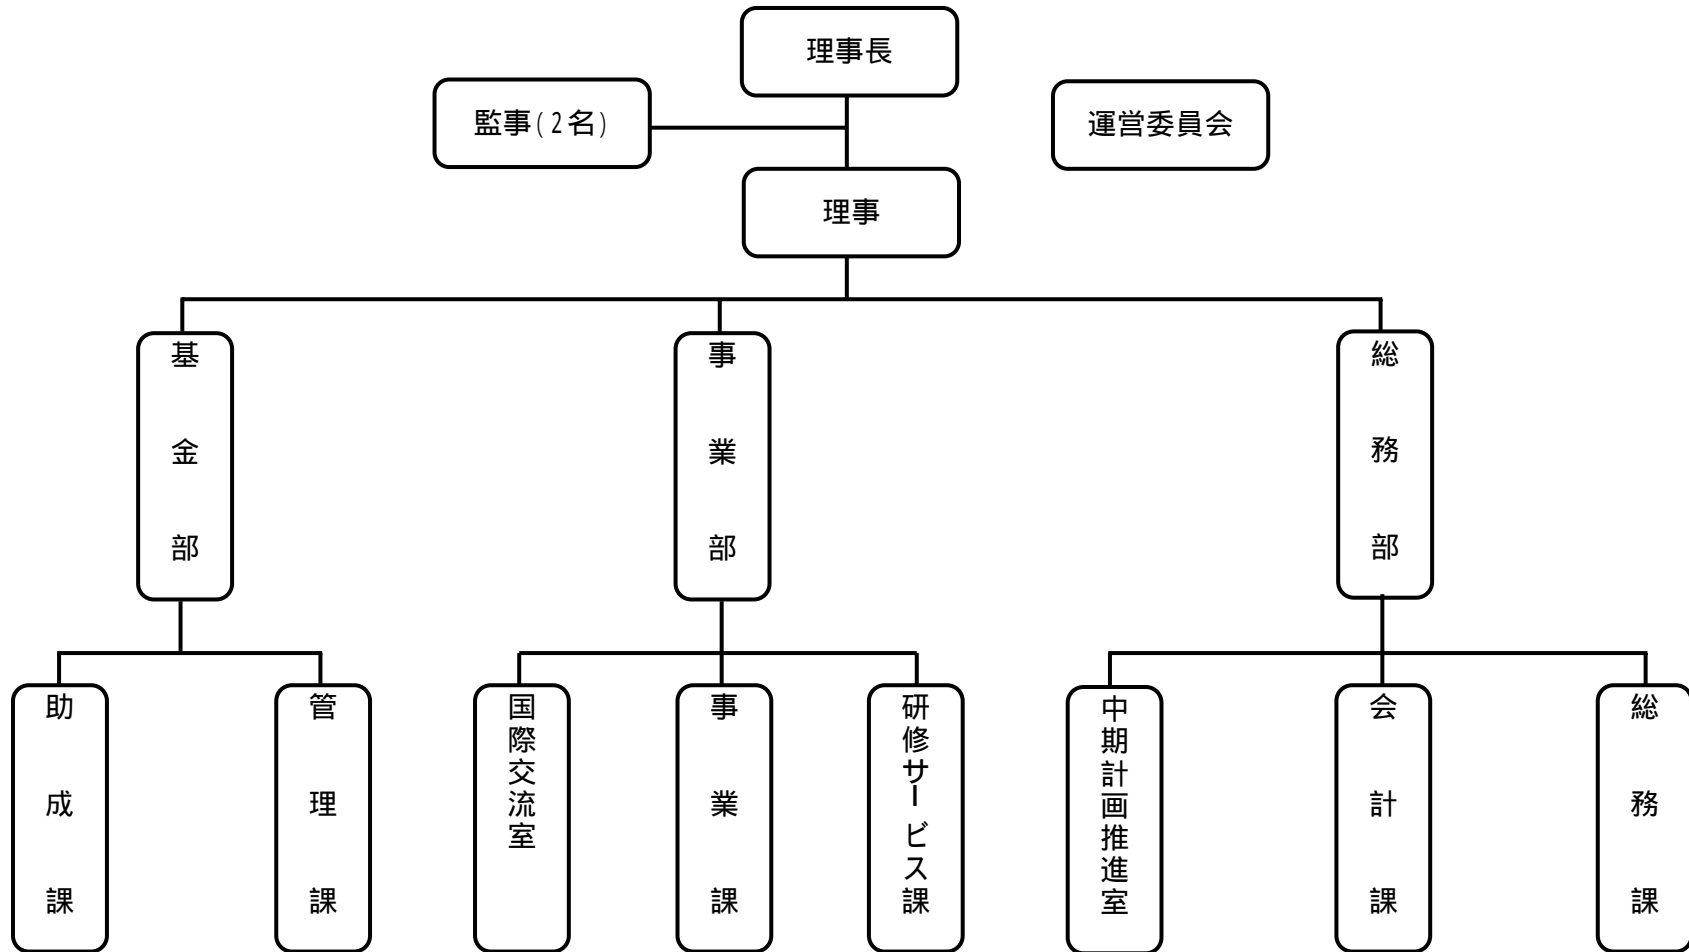 理事長
監事(2名)
運営委員会
理事
基金部
事業部
総務部
助成課
管理課
国際交流室
事業課
研修サービス課
中期計画推進室
会計課
総務課